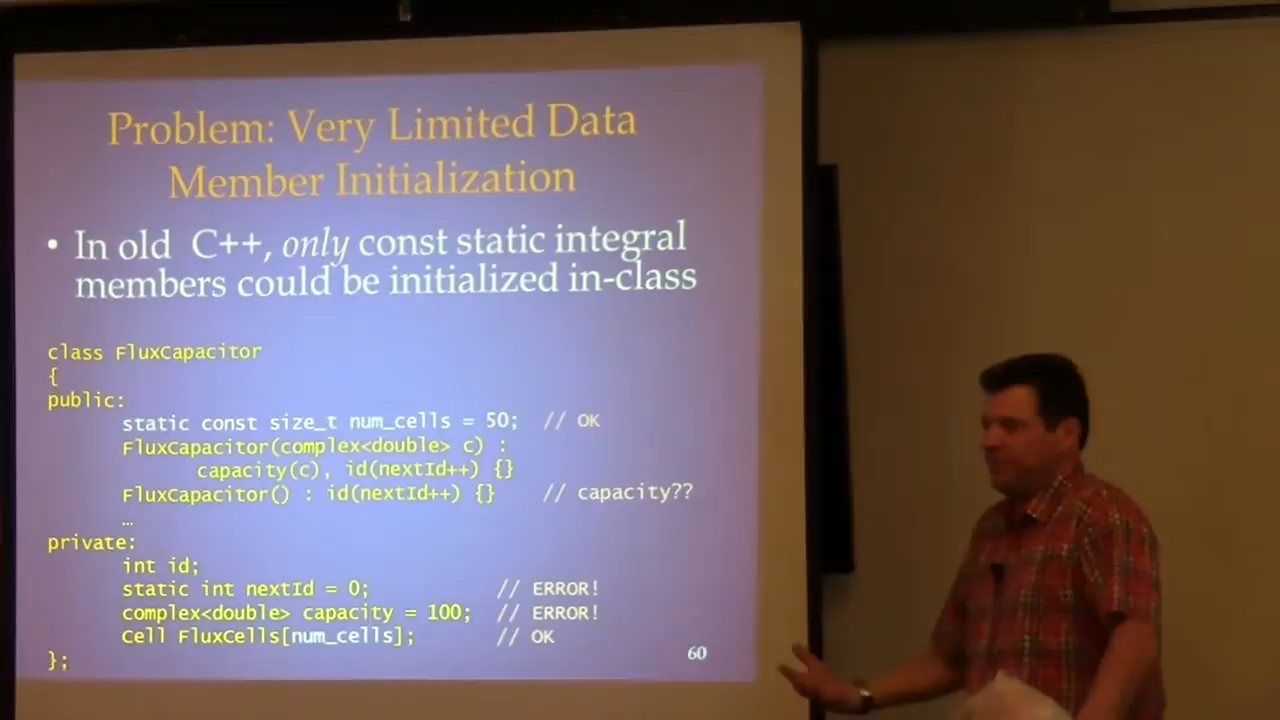 Problem: Very Limited Data
Member Initialization
• In old C++, only const static integral
members could be initialized in-class
class FluxCapacitor
{
public:
static const size_t num_cells = 50; // OK
FluxCapacitor(complex<double> c) :
capacity(c), id(nextId++) {}
FluxCapacitor() : id(nextId++) {} // capacity??
…
private:
int id;
static int nextId = 0; // ERROR!
complex<double> capacity = 100; // ERROR!
Cell FluxCells[num_cells]; // OK
};
60